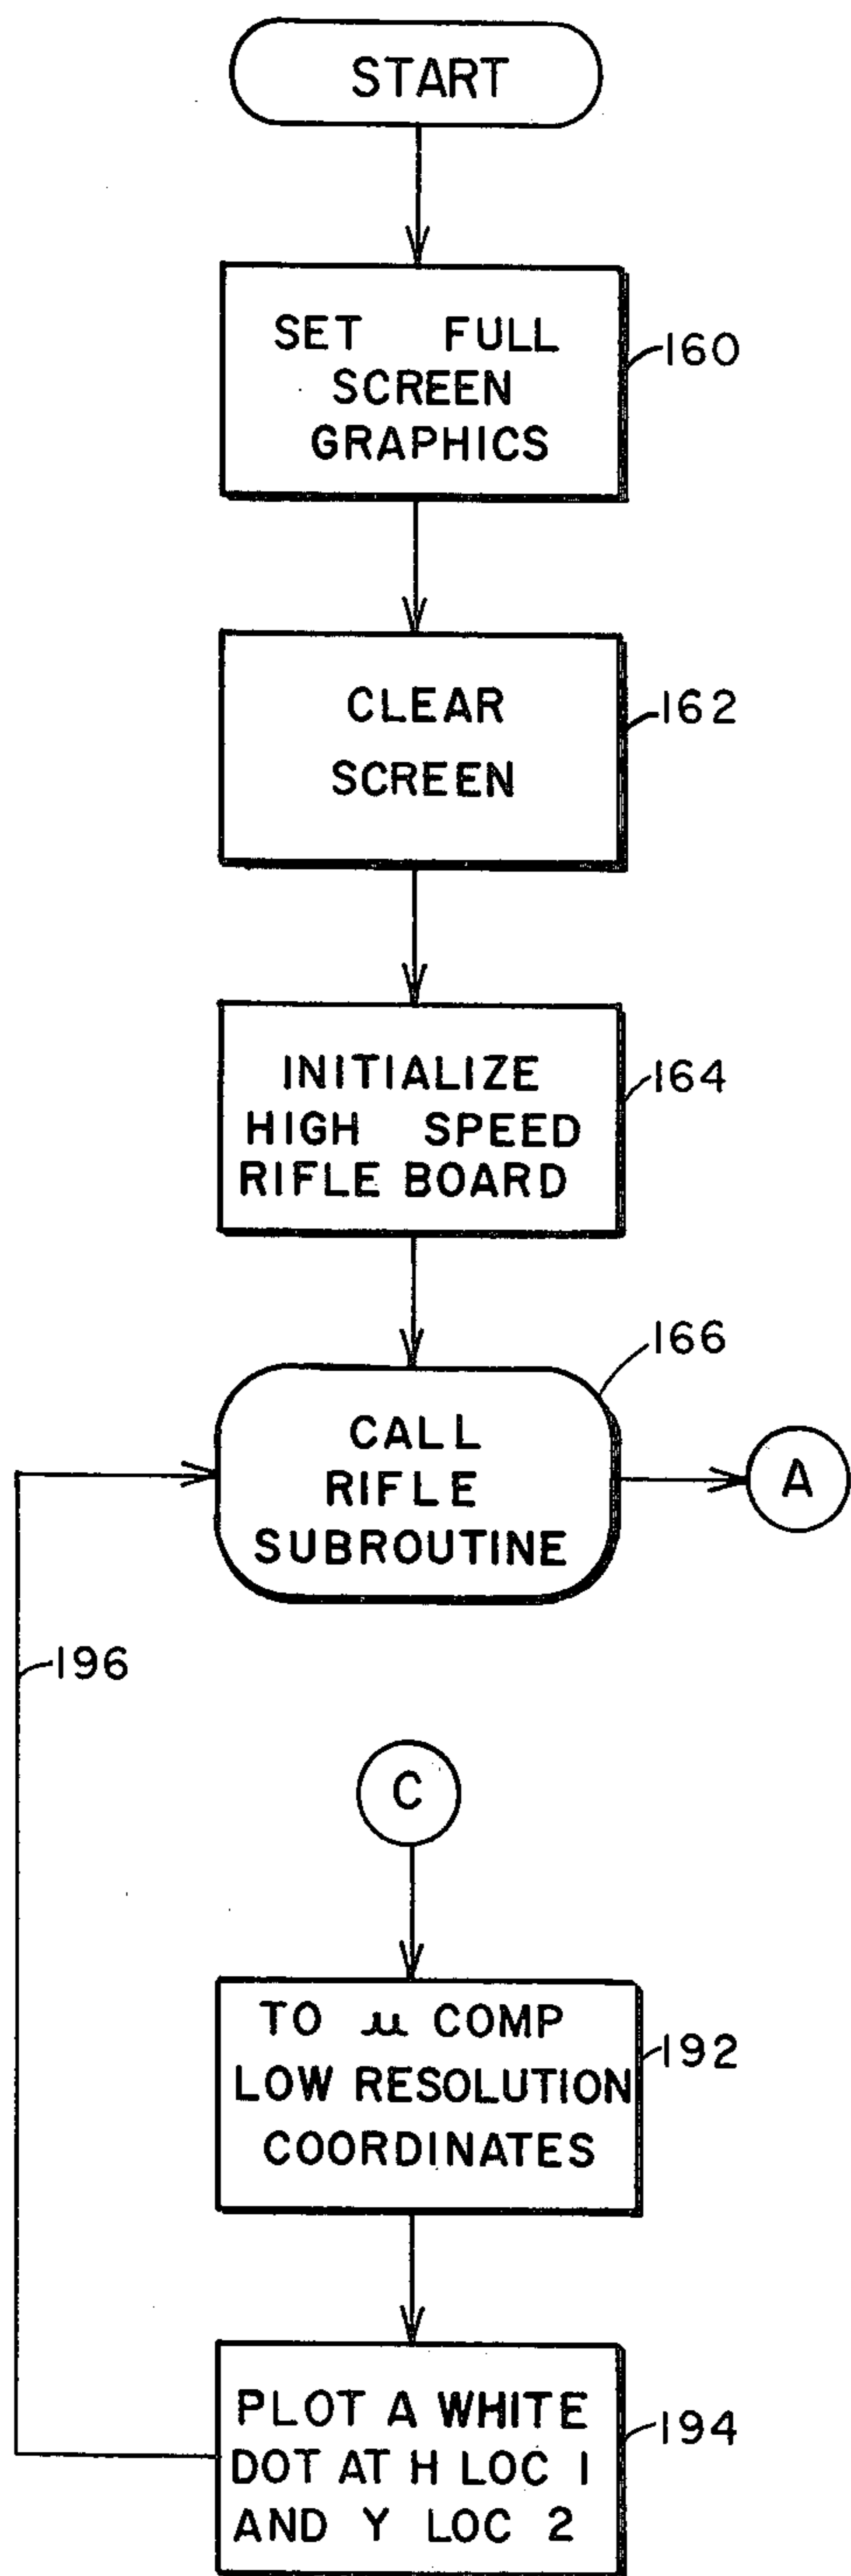 START
SET FULL
SCREEN
GRAPHICS
160
CLEAR
SCREEN
162
INITIALIZE
HIGH SPEED
RIFLE BOARD
164
166
CALL
RIFLE
SUBROUTINE
A
196
C
TO μ COMP
LOW RESOLUTION
COORDINATES
192
PLOT A WHITE
DOT AT H LOC 1
AND Y LOC 2
194